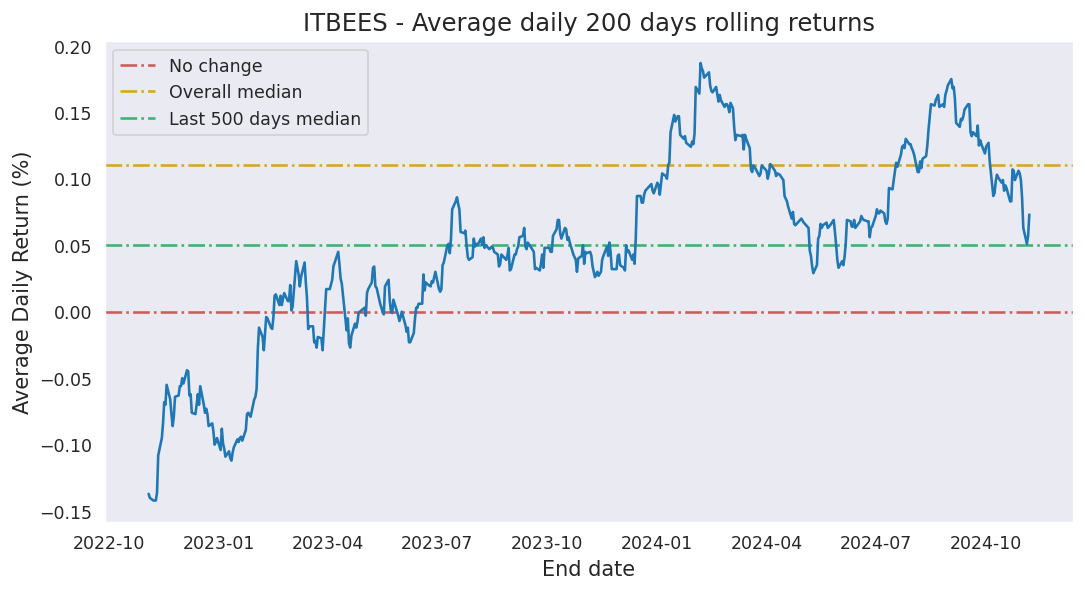 ITBEES - Average daily 200 days rolling returns
No change
Overall median
Last 500 days median
Average Daily Return (%)
0.20
0.15
0.10
0.05
0.00
−0.05
−0.10
−0.15
2022-10 2023-01 2023-04 2023-07 2023-10 2024-01 2024-04 2024-07 2024-10
End date